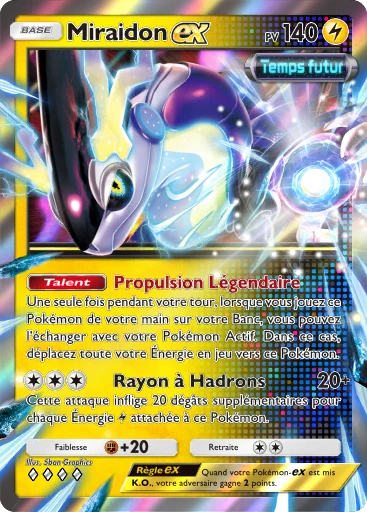 BASE Miraidon ex PV 140
Temps futur
Talent Propulsion Légendaire
Une seule fois pendant votre tour, lorsque vous jouez ce
Pokémon de votre main sur votre Banc, vous pouvez
l'échanger avec votre Pokémon Actif. Dans ce cas,
déplacez toute votre Énergie en jeu vers ce Pokémon.
Rayon à Hadrons 20+
Cette attaque inflige 20 dégâts supplémentaires pour
chaque Énergie attachée à ce Pokémon.
Faiblesse +20 Retraite
Illus. 5ban Graphics
Règle ex Quand votre Pokémon-ex est mis
K.O., votre adversaire gagne 2 points.